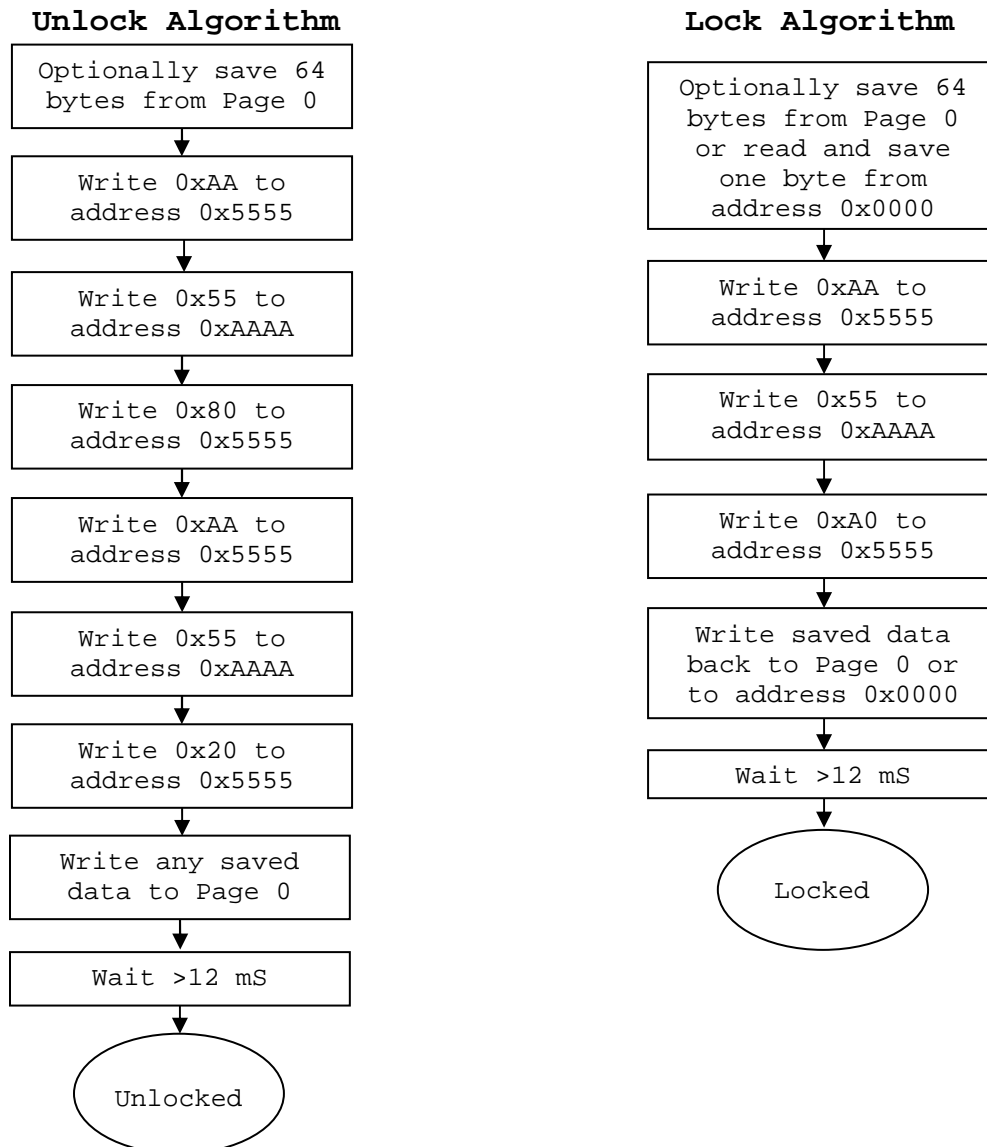 Unlock Algorithm
Optionally save 64
bytes from Page 0
Write 0xAA to
address 0x5555
Write 0x55 to
address 0xAAAA
Write 0x80 to
address 0x5555
Write 0xAA to
address 0x5555
Write 0x55 to
address 0xAAAA
Write 0x20 to
address 0x5555
Write any saved
data to Page 0
Wait >12 mS
Unlocked
Lock Algorithm
Optionally save 64
bytes from Page 0
or read and save
one byte from
address 0x0000
Write 0xAA to
address 0x5555
Write 0x55 to
address 0xAAAA
Write 0xA0 to
address 0x5555
Write saved data
back to Page 0 or
to address 0x0000
Wait >12 mS
Locked